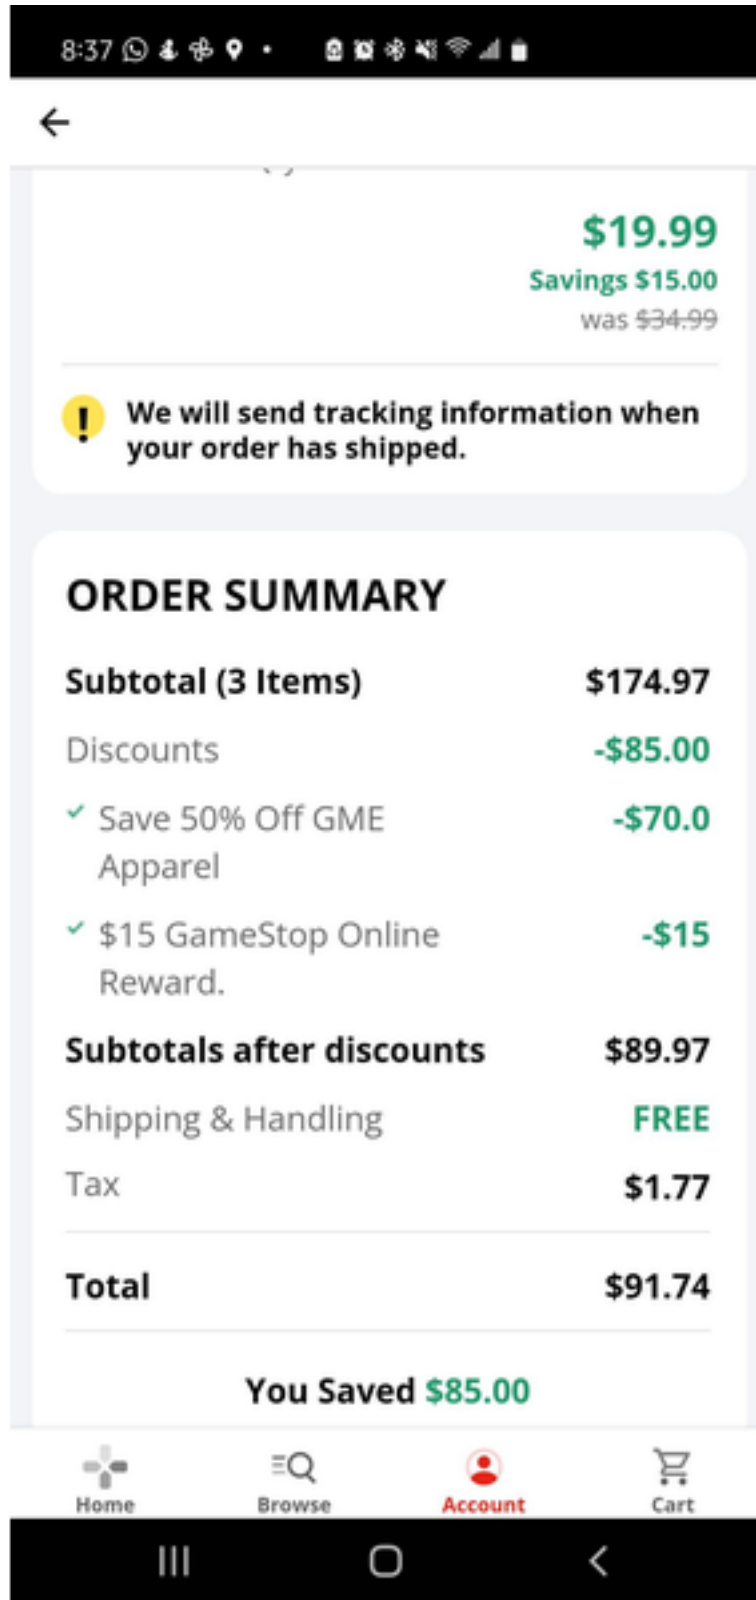 8:37
$19.99
Savings $15.00
was $34.99
We will send tracking information when
your order has shipped.
ORDER SUMMARY
Subtotal (3 Items) $174.97
Discounts -$85.00
Save 50% Off GME -$70.0
Apparel
$15 GameStop Online -$15
Reward.
Subtotals after discounts $89.97
Shipping & Handling FREE
Tax $1.77
Total $91.74
You Saved $85.00
Home Browse Account Cart